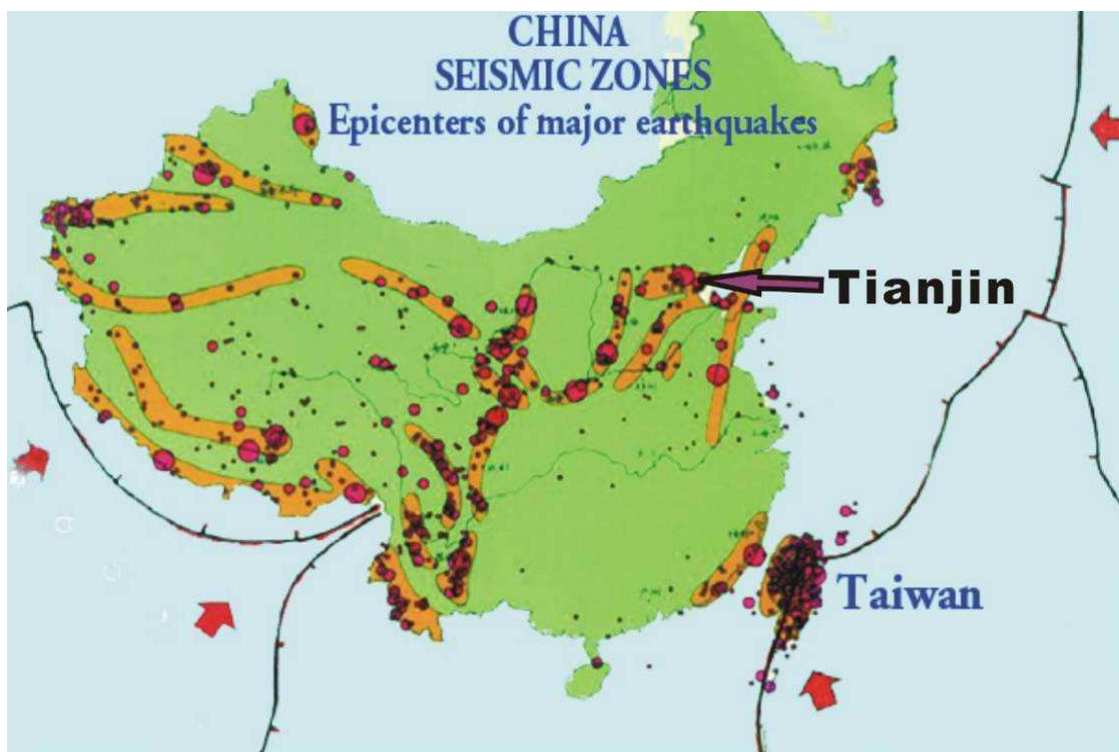 CHINA
SEISMIC ZONES
Epicenters of major earthquakes
Tianjin
Taiwan